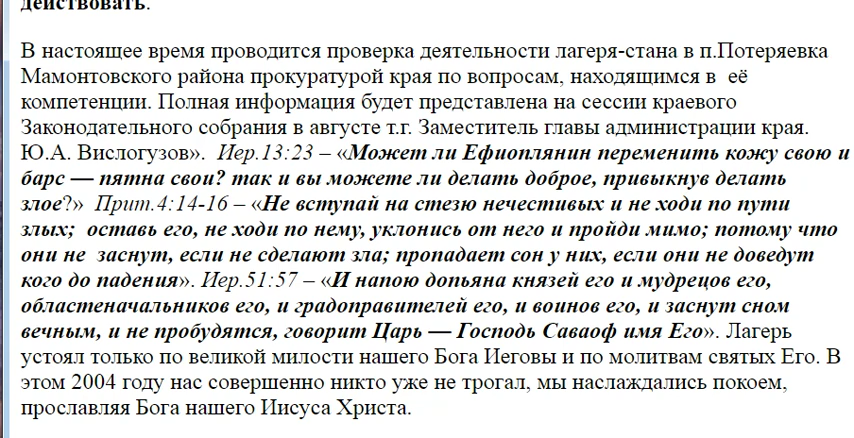 действовать.
В настоящее время проводится проверка деятельности лагеря-стана в п.Потеряевка
Мамонтовского района прокуратурой края по вопросам, находящимся в её
компетенции. Полная информация будет представлена на сессии краевого
Законодательного собрания в августе т.г. Заместитель главы администрации края.
Ю.А. Вислогузов». Иер.13:23 – «Может ли Ефиоплянин переменить кожу свою и
барс — пятна свои? так и вы можете ли делать доброе, привыкнув делать
злое?» Прит.4:14-16 – «Не вступай на стезю нечестивых и не ходи по пути
злых; оставь его, не ходи по нему, уклонись от него и пройди мимо; потому что
они не заснут, если не сделают зла; пропадает сон у них, если они не доведут
кого до падения». Иер.51:57 – «И напою допьяна князей его и мудрецов его,
областеначальников его, и градоправителей его, и воинов его, и заснут сном
вечным, и не пробудятся, говорит Царь — Господь Саваоф имя Его». Лагерь
устоял только по великой милости нашего Бога Иеговы и по молитвам святых Его. В
этом 2004 году нас совершенно никто уже не трогал, мы наслаждались покоем,
прославляя Бога нашего Иисуса Христа.